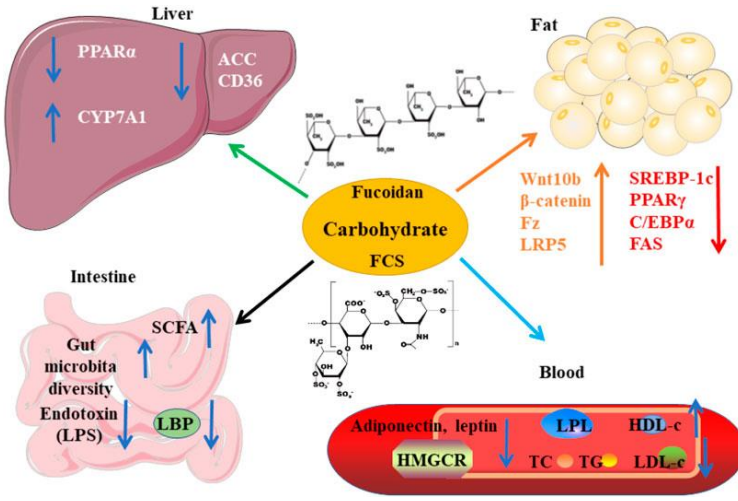 Liver
PPARα
CYP7A1
ACC
CD36
Fat
Wnt10b
β-catenin
Fz
LRP5
SREBP-1c
PPARγ
C/EBPα
FAS
Fucoidan
Carbohydrate
FCS
Intestine
SCFA
Gut
microbita
diversity
Endotoxin
(LPS)
LBP
Blood
Adiponectin, leptin
LPL
HDL-c
HMGCR
TC
TG
LDL-c
COO⁻
n